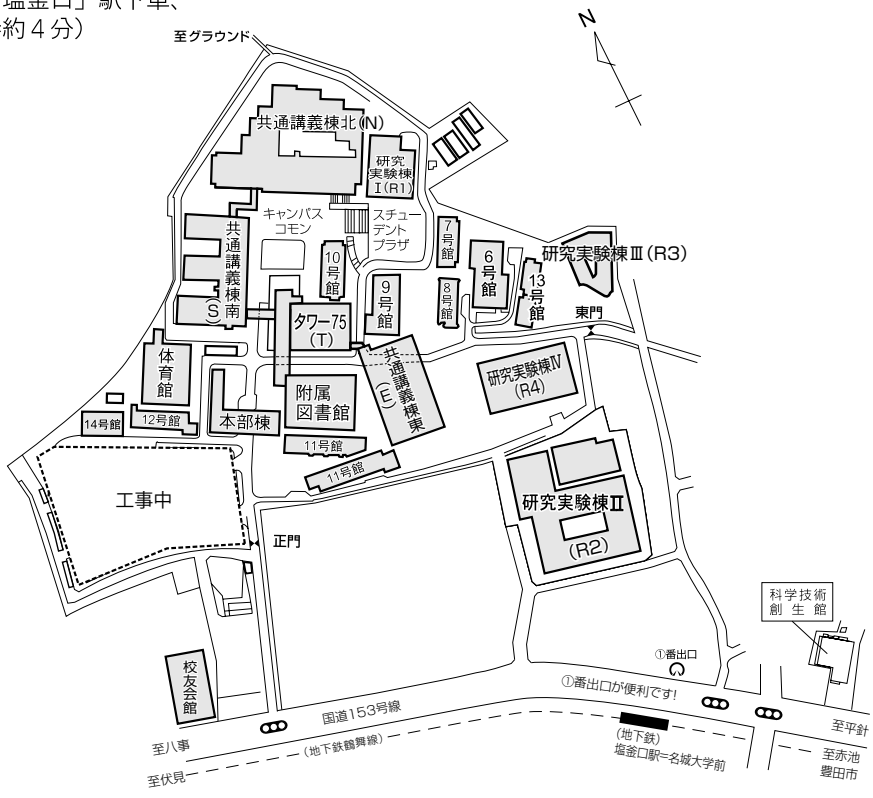 塩釜口」駅下車、
約4分）
至グラウンド
N
共通講義棟北(N)
研究
実験棟
Ⅰ(R1)
キャンパス
コモン
スチュー
デント
プラザ
共通講義棟南
(S)
10号館
7号館
6号館
8号館
9号館
13号館
研究実験棟Ⅲ(R3)
東門
タワー75
(T)
体育館
共通講義棟東
(E)
研究実験棟Ⅳ
(R4)
附属
図書館
本部棟
14号館
12号館
11号館
11号館
工事中
正門
研究実験棟Ⅱ
(R2)
科学技術
創生館
校友会館
①番出口
①番出口が便利です!
国道153号線
(地下鉄鶴舞線)
(地下鉄)
塩釜口駅=名城大学前
至八事
至伏見
至平針
至赤池
豊田市